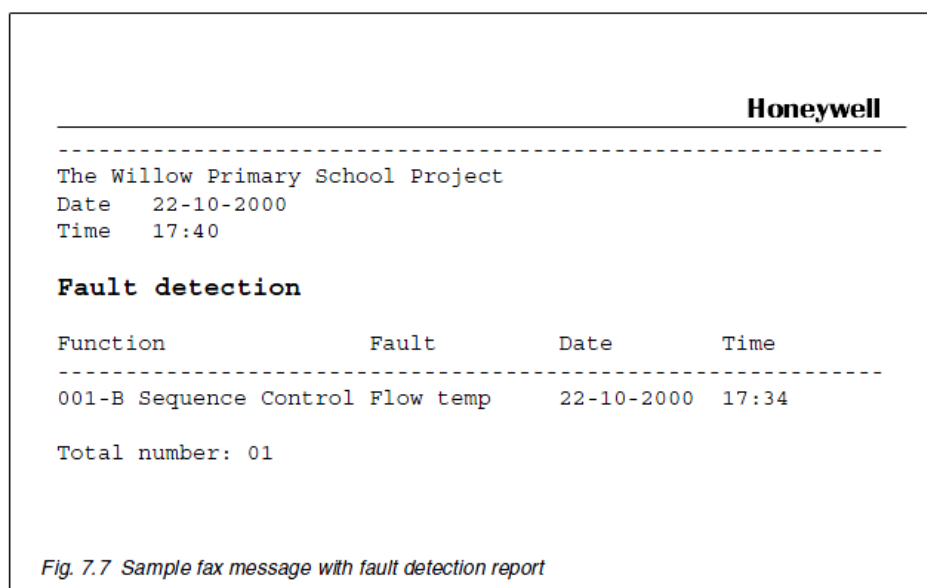 Honeywell
The Willow Primary School Project
Date 22-10-2000
Time 17:40
Fault detection
Function Fault Date Time
001-B Sequence Control Flow temp 22-10-2000 17:34
Total number: 01
Fig. 7.7 Sample fax message with fault detection report